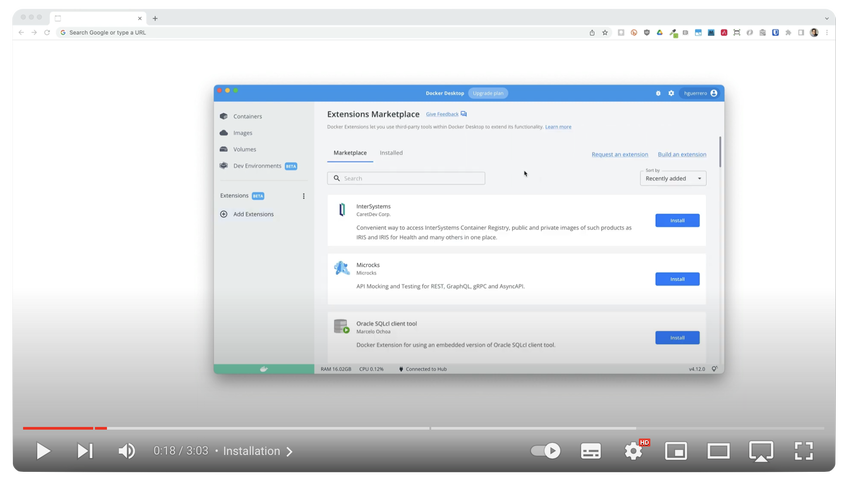 Search Google or type a URL
Docker Desktop
Upgrade plan
figuerrero
Containers
Images
Volumes
Dev Environments BETA
Extensions BETA
Add Extensions
Extensions Marketplace
Give Feedback
Docker Extensions let you use third-party tools within Docker Desktop to extend its functionality. Learn more
Marketplace
Installed
Request an extension
Build an extension
Search
Sort by
Recently added
InterSystems
CaretDev Corp.
Convenient way to access InterSystems Container Registry, public and private images of such products as
IRIS and IRIS for Health and many others in one place.
Install
Microcks
Microcks
API Mocking and Testing for REST, GraphQL, gRPC and AsyncAPI.
Install
Oracle SQLcl client tool
Marcelo Ochoa
Docker Extension for using an embedded version of Oracle SQLcl client tool.
Install
RAM 16.02GB CPU 0.12% Connected to Hub
v4.12.0
0:18 / 3:03 • Installation
HD